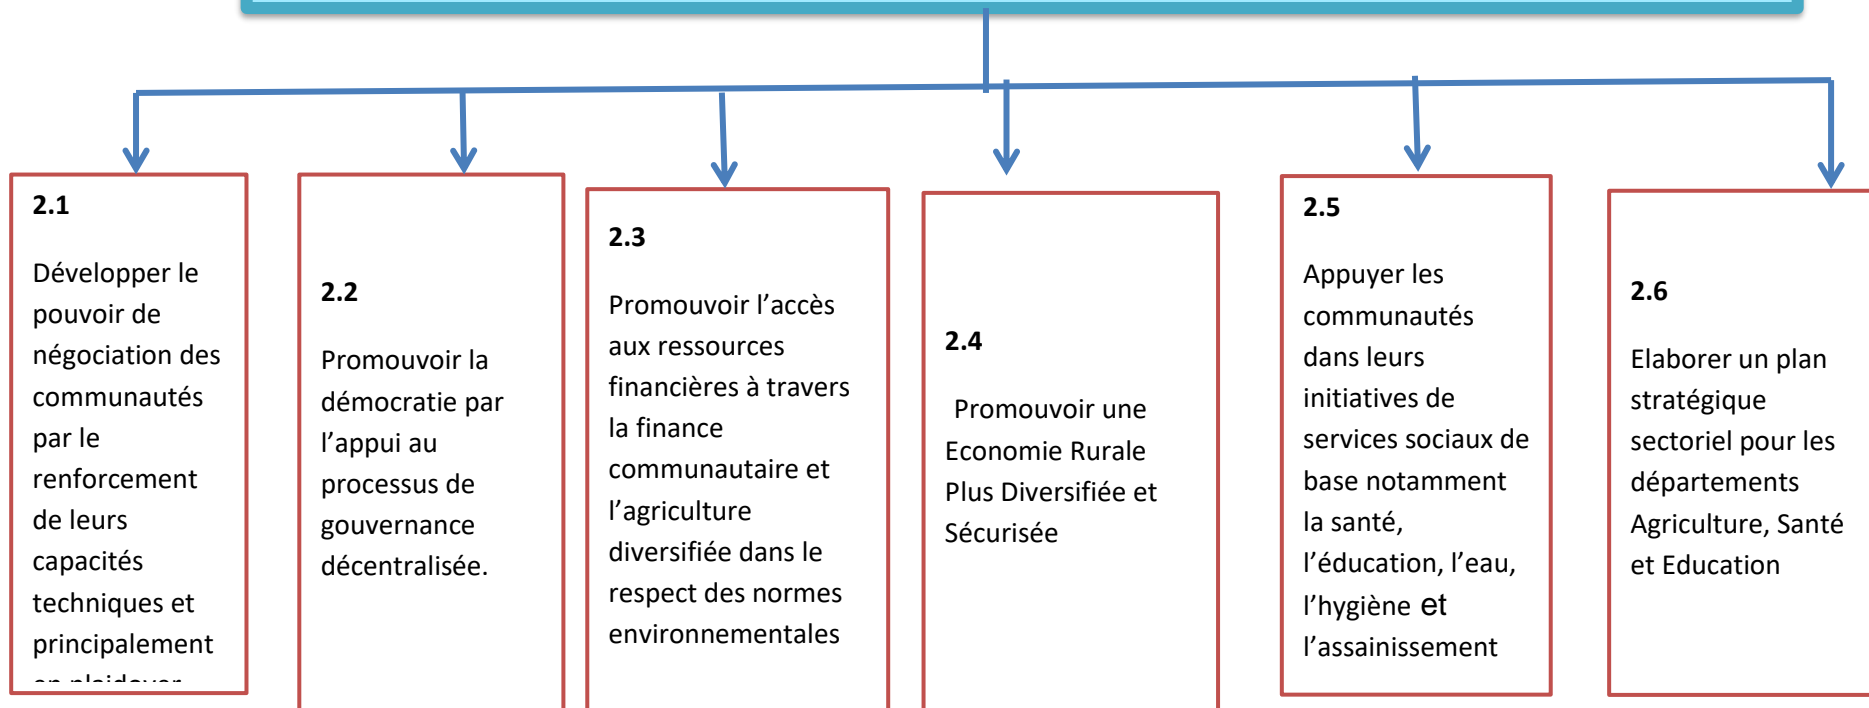 2.1
Développer le
pouvoir de
négociation des
communautés
par le
renforcement
de leurs
capacités
techniques et
principalement
en plaidoyer
2.2
Promouvoir la
démocratie par
l’appui au
processus de
gouvernance
décentralisée.
2.3
Promouvoir l’accès
aux ressources
financières à travers
la finance
communautaire et
l’agriculture
diversifiée dans le
respect des normes
environnementales
2.4
Promouvoir une
Economie Rurale
Plus Diversifiée et
Sécurisée
2.5
Appuyer les
communautés
dans leurs
initiatives de
services sociaux de
base notamment
la santé,
l’éducation, l’eau,
l’hygiène et
l’assainissement
2.6
Elaborer un plan
stratégique
sectoriel pour les
départements
Agriculture, Santé
et Education